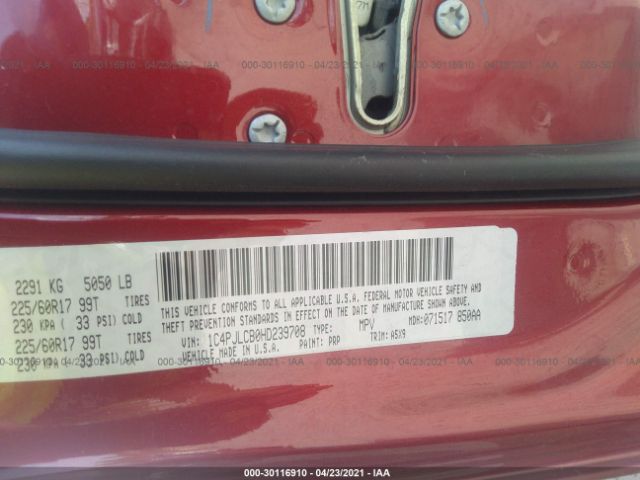 7M
000-30116910 - 04/23/2021 - IAA
2291 KG 5050 LB
225/60R17 99T TIRES
230 KPA ( 33 PSI) COLD
225/60R17 99T TIRES
230 KPA ( 33 PSI) COLD
THIS VEHICLE CONFORMS TO ALL APPLICABLE U.S.A. FEDERAL MOTOR VEHICLE SAFETY AND
THEFT PREVENTION STANDARDS IN EFFECT ON THE DATE OF MANUFACTURE SHOWN ABOVE.
VIN: 1C4PJLCB0HD239708 TYPE: MPV MDH: 071517 850AA
VEHICLE MADE IN U.S.A. PAINT: PRP TRIM: A5X9
000-30116910 - 04/23/2021 - IAA